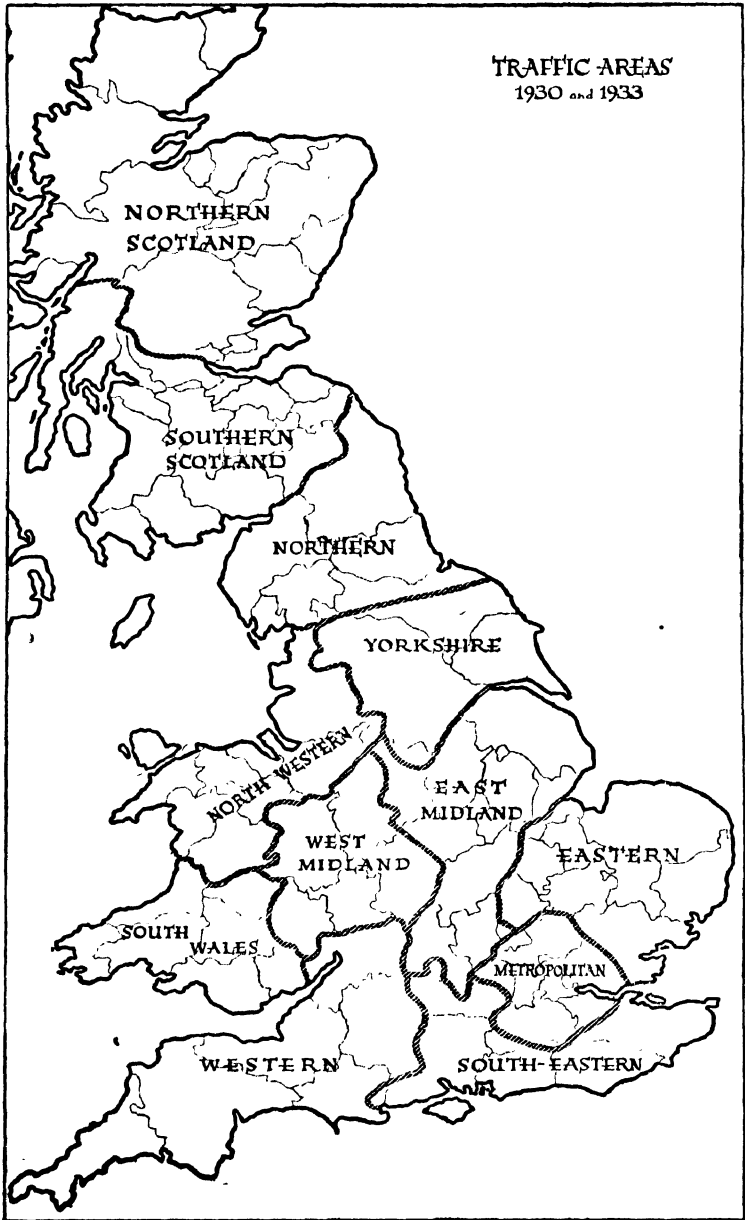 TRAFFIC AREAS
1930 and 1933
NORTHERN
SCOTLAND
SOUTHERN
SCOTLAND
NORTHERN
YORKSHIRE
NORTH WESTERN
EAST
MIDLAND
WEST
MIDLAND
EASTERN
SOUTH WALES
METROPOLITAN
WESTERN
SOUTH-EASTERN